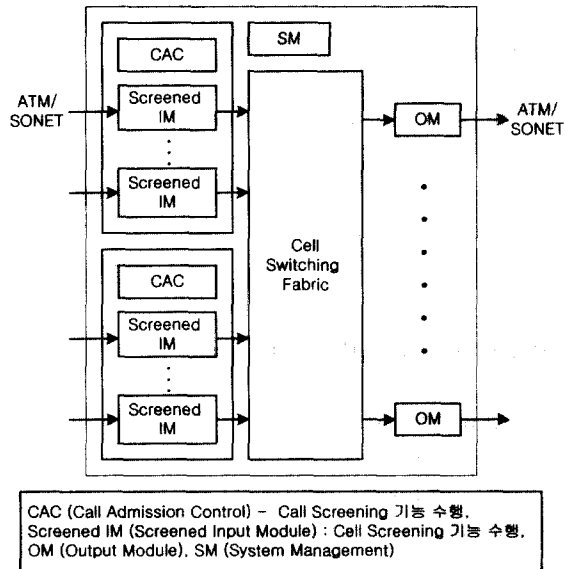 CAC
SM
ATM/
SONET
Screened
IM
OM
ATM/
SONET
Screened
IM
Cell
Switching
Fabric
CAC
Screened
IM
Screened
IM
OM
CAC (Call Admission Control) - Call Screening 기능 수행,
Screened IM (Screened Input Module) : Cell Screening 기능 수행,
OM (Output Module), SM (System Management)